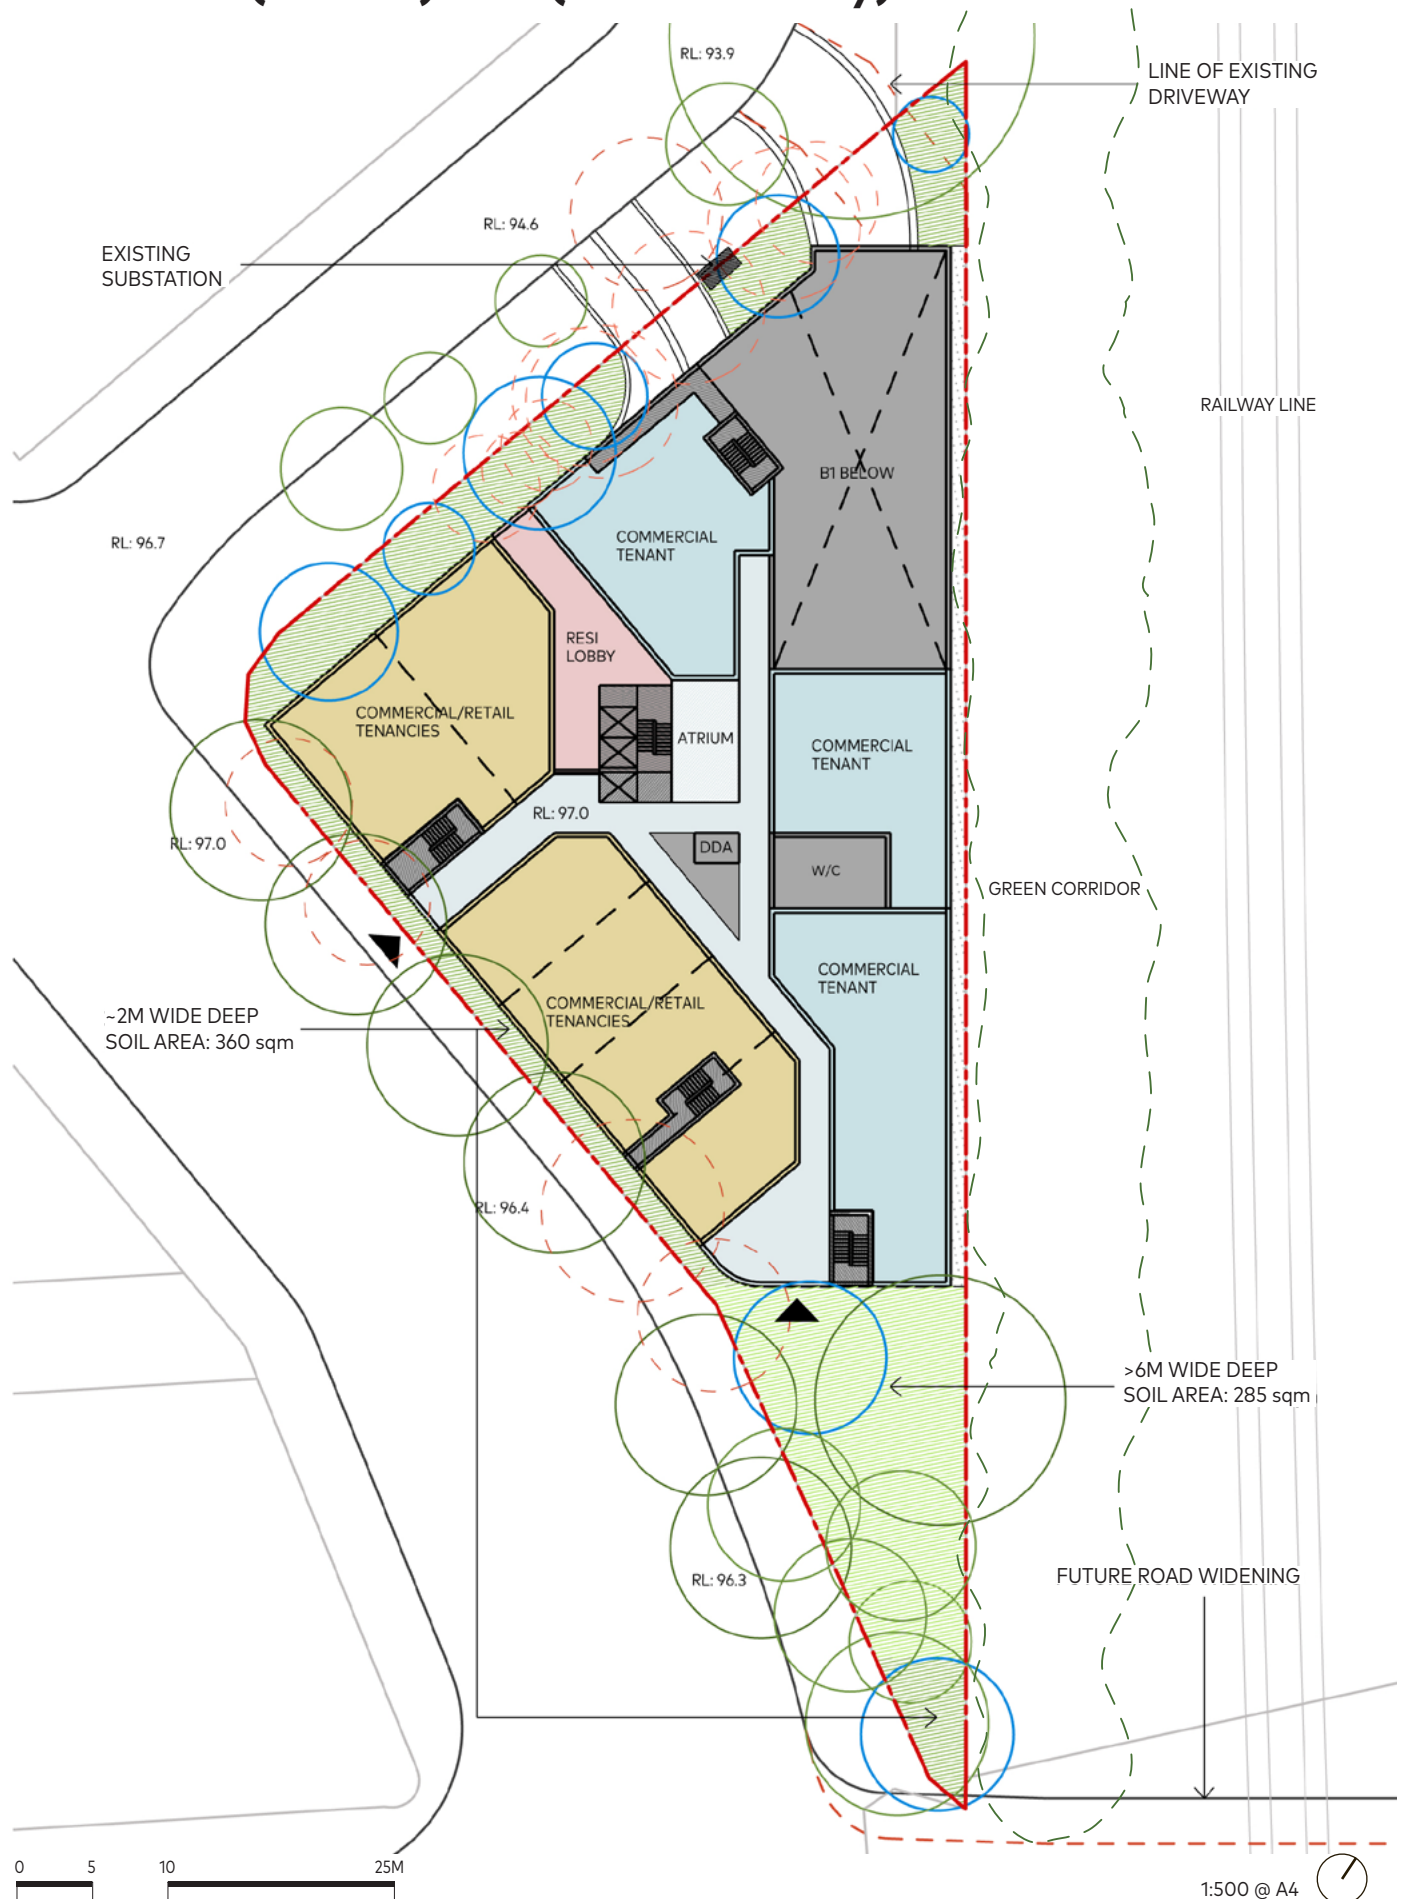 RL: 93.9
LINE OF EXISTING
DRIVEWAY
RL: 94.6
EXISTING
SUBSTATION
RAILWAY LINE
B1 BELOW
COMMERCIAL
TENANT
RL: 96.7
RESI
LOBBY
COMMERCIAL/RETAIL
TENANCIES
ATRIUM
COMMERCIAL
TENANT
RL: 97.0
RL: 97.0
DDA
W/C
GREEN CORRIDOR
COMMERCIAL
TENANT
COMMERCIAL/RETAIL
TENANCIES
~2M WIDE DEEP
SOIL AREA: 360 sqm
RL: 96.4
>6M WIDE DEEP
SOIL AREA: 285 sqm
RL: 96.3
FUTURE ROAD WIDENING
0 5 10 25M
1:500 @ A4